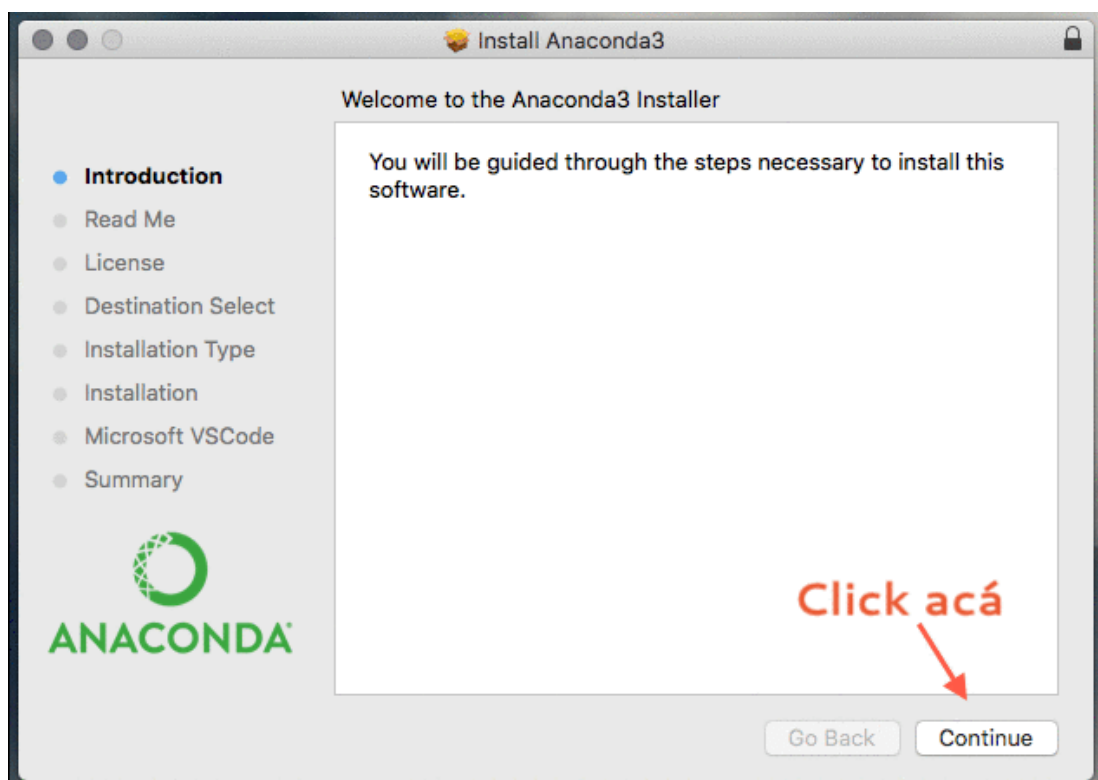 Install Anaconda3
Welcome to the Anaconda3 Installer
You will be guided through the steps necessary to install this
software.
Introduction
Read Me
License
Destination Select
Installation Type
Installation
Microsoft VSCode
Summary
ANACONDA
Click acá
Go Back
Continue